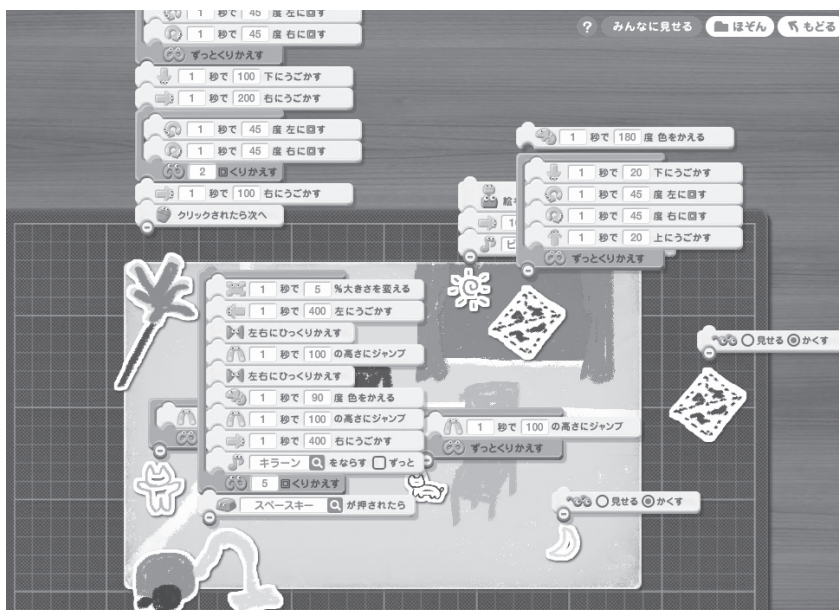 1 秒で 45 度 左に回す
1 秒で 45 度 右に回す
ずっとくりかえす
1 秒で 100 下にうごかす
1 秒で 200 右にうごかす
1 秒で 45 度 左に回す
1 秒で 45 度 右に回す
2 回くりかえす
1 秒で 100 右にうごかす
クリックされたら次へ
? みんなに見せる ほぞん もどる
1 秒で 180 度 色をかえる
1 秒で 20 下にうごかす
1 秒で 45 度 左に回す
1 秒で 45 度 右に回す
1 秒で 20 上にうごかす
ずっとくりかえす
絵
ピ
1 秒で 5 %大きさを変える
1 秒で 400 左にうごかす
左右にひっくりかえす
1 秒で 100 の高さにジャンプ
左右にひっくりかえす
1 秒で 90 度 色をかえる
1 秒で 100 の高さにジャンプ
1 秒で 400 右にうごかす
キラーン をならす ずっと
5 回くりかえす
スペースキー が押されたら
1 秒で 100 の高さにジャンプ
ずっとくりかえす
見せる かくす
見せる かくす